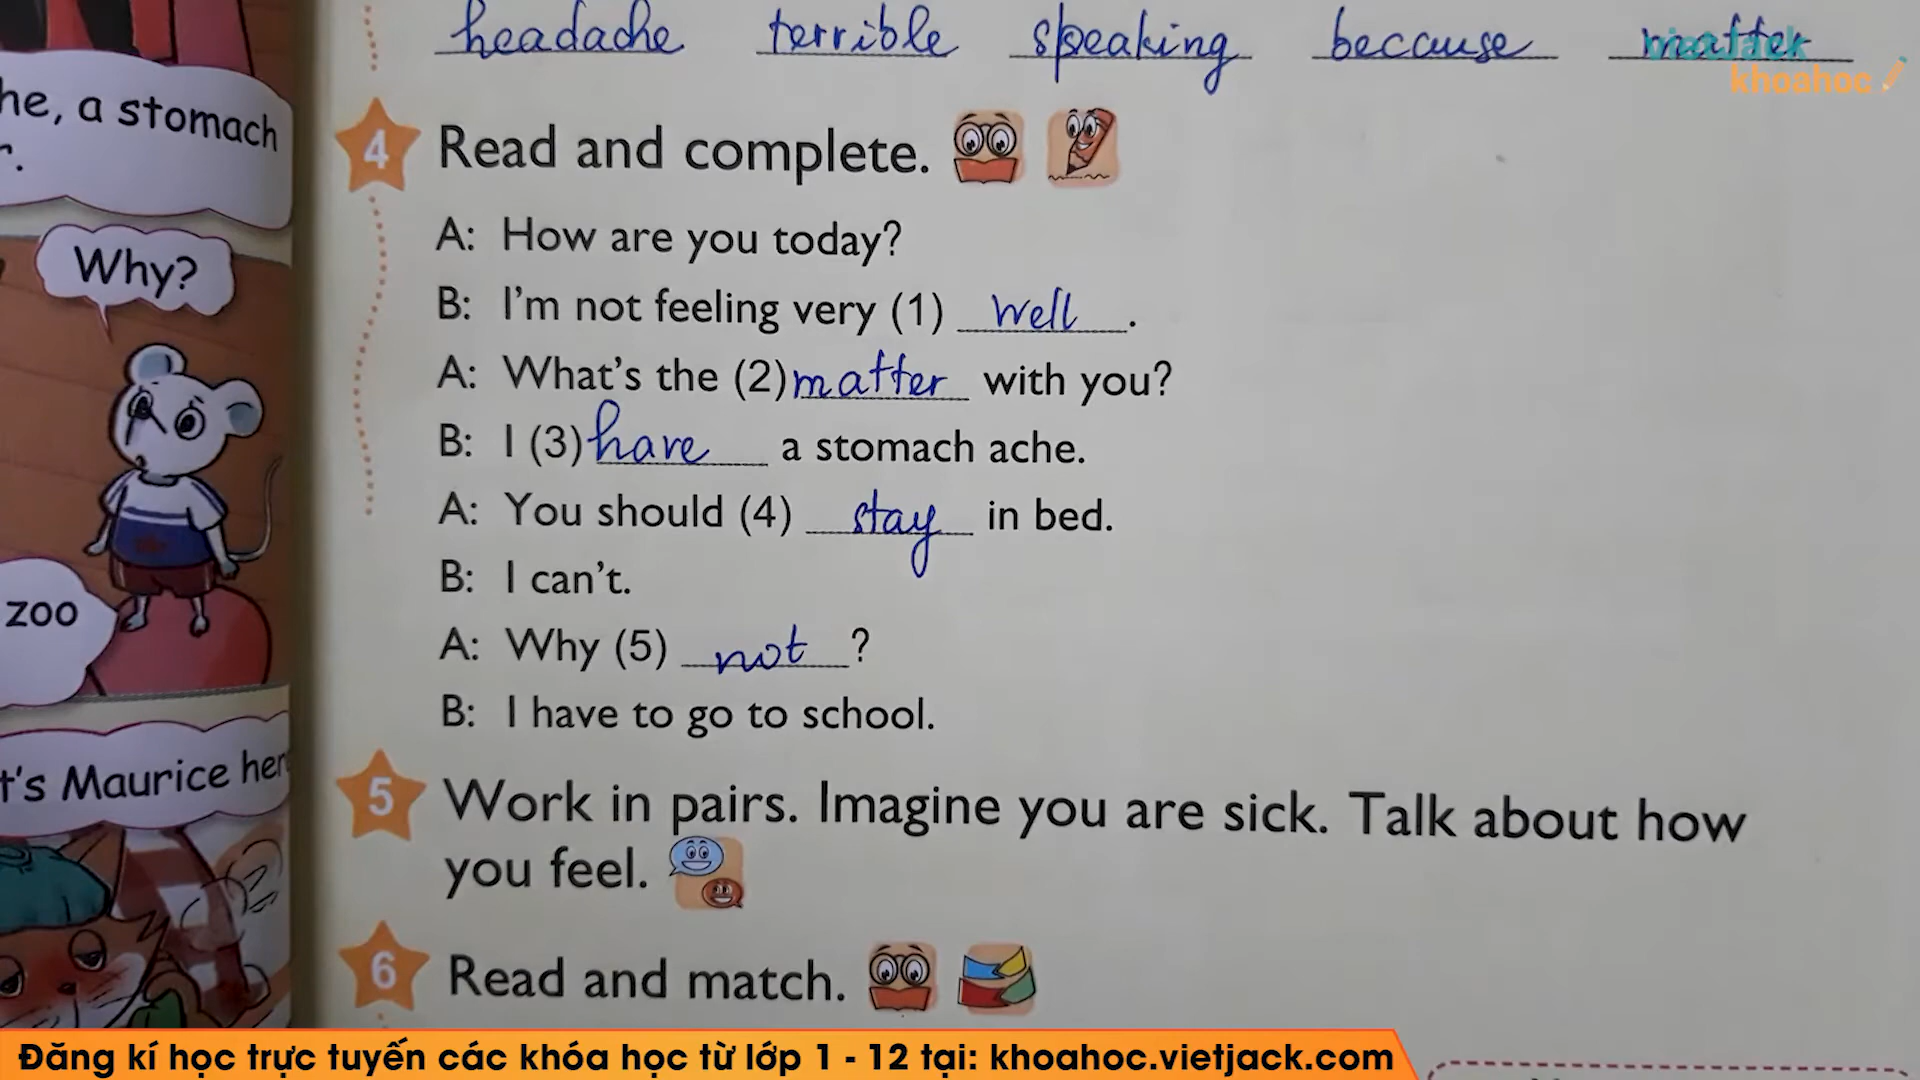 headache terrible speaking because matter
vietjack
khoahoc
he, a stomach
r.
Why?
zoo
t's Maurice her
4 Read and complete.
A: How are you today?
B: I'm not feeling very (1) well.
A: What's the (2) matter with you?
B: I (3) have a stomach ache.
A: You should (4) stay in bed.
B: I can't.
A: Why (5) not?
B: I have to go to school.
5 Work in pairs. Imagine you are sick. Talk about how
you feel.
6 Read and match.
Đăng kí học trực tuyến các khóa học từ lớp 1 - 12 tại: khoahoc.vietjack.com